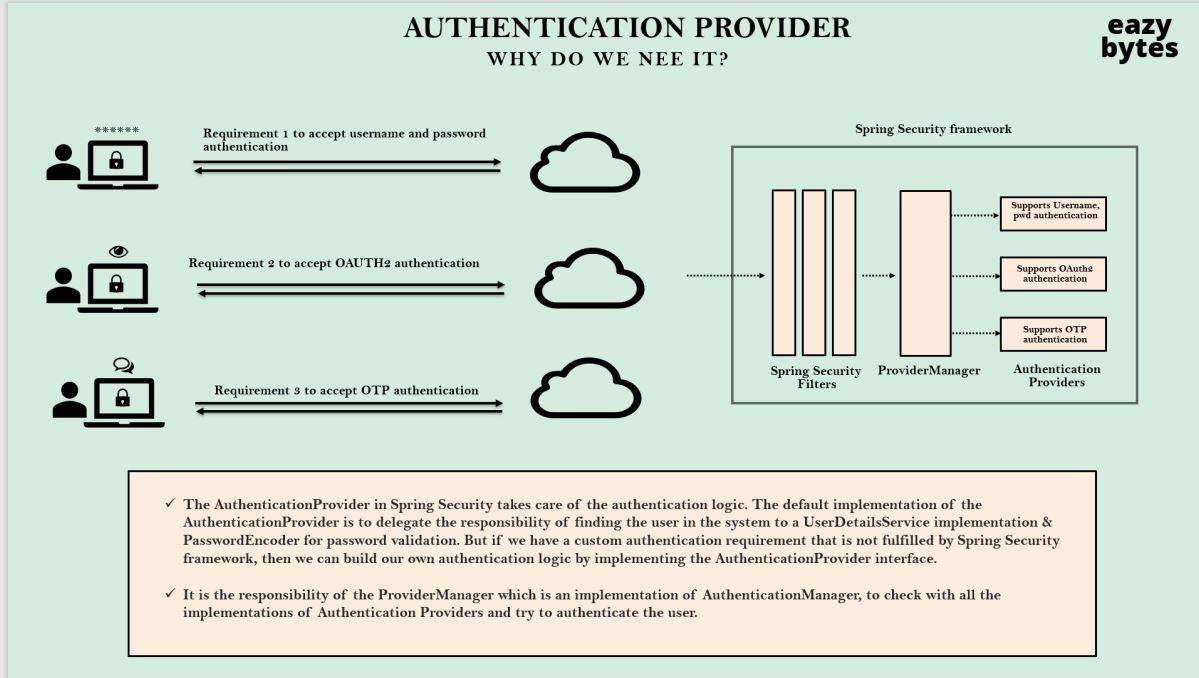 AUTHENTICATION PROVIDER
WHY DO WE NEE IT?
eazy
bytes
******
Requirement 1 to accept username and password
authentication
Requirement 2 to accept OAUTH2 authentication
Requirement 3 to accept OTP authentication
Spring Security framework
Supports Username,
pwd authentication
Supports OAuth2
authentication
Supports OTP
authentication
Spring Security
Filters
ProviderManager
Authentication
Providers
✓ The AuthenticationProvider in Spring Security takes care of the authentication logic. The default implementation of the
AuthenticationProvider is to delegate the responsibility of finding the user in the system to a UserDetailsService implementation &
PasswordEncoder for password validation. But if we have a custom authentication requirement that is not fulfilled by Spring Security
framework, then we can build our own authentication logic by implementing the AuthenticationProvider interface.
✓ It is the responsibility of the ProviderManager which is an implementation of AuthenticationManager, to check with all the
implementations of Authentication Providers and try to authenticate the user.